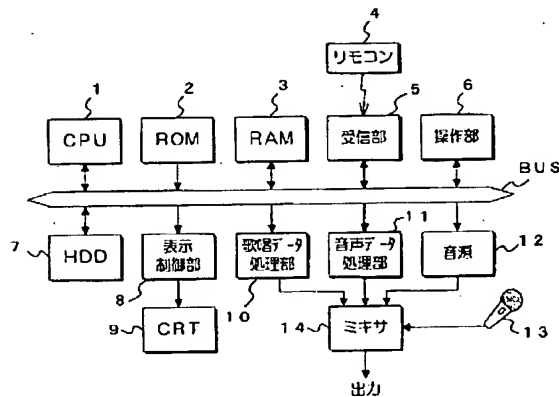 4
リモコン
1
2
3
5
6
CPU
ROM
RAM
受信部
操作部
BUS
7
HDD
8
表示
制御部
10
歌唱データ
処理部
11
音声データ
処理部
音源
12
9
CRT
14
ミキサ
13
出力